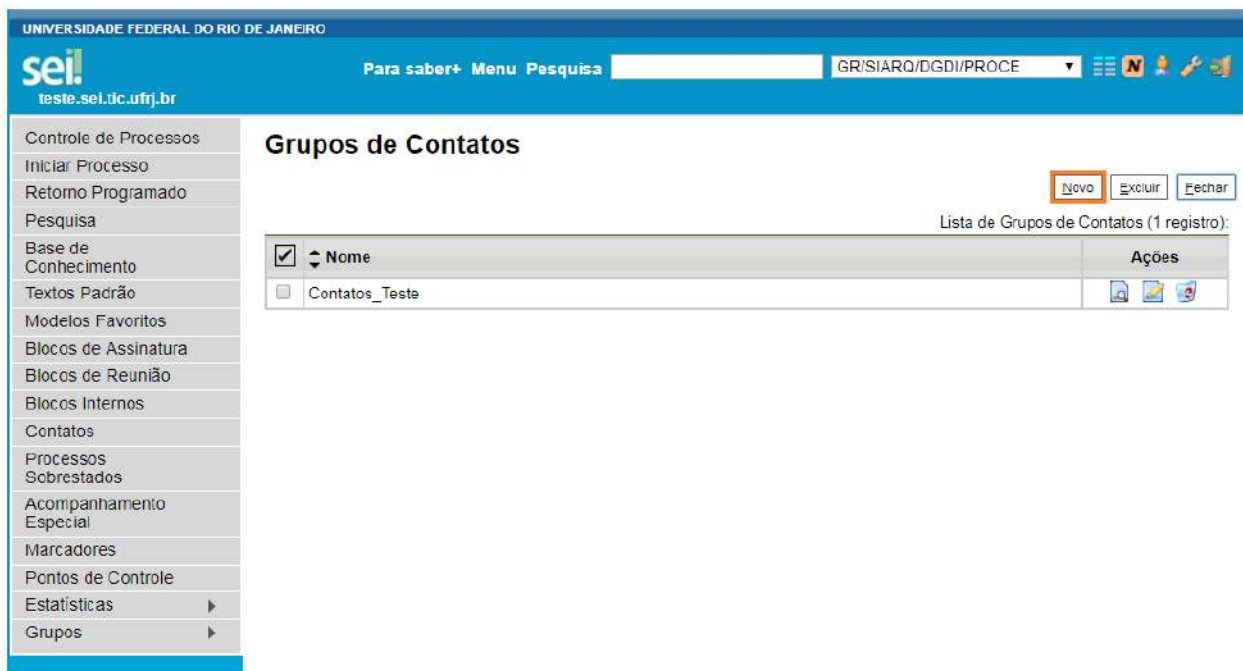 UNIVERSIDADE FEDERAL DO RIO DE JANEIRO
sei!
teste.sei.tic.ufrj.br
Para saber+ Menu Pesquisa
GR/SIARQ/DGDI/PROCE
N
Controle de Processos
Iniciar Processo
Retorno Programado
Pesquisa
Base de
Conhecimento
Textos Padrão
Modelos Favoritos
Blocos de Assinatura
Blocos de Reunião
Blocos Internos
Contatos
Processos
Sobrestados
Acompanhamento
Especial
Marcadores
Pontos de Controle
Estatísticas
Grupos
Grupos de Contatos
Novo Excluir Fechar
Lista de Grupos de Contatos (1 registro):
Nome Ações
Contatos_Teste